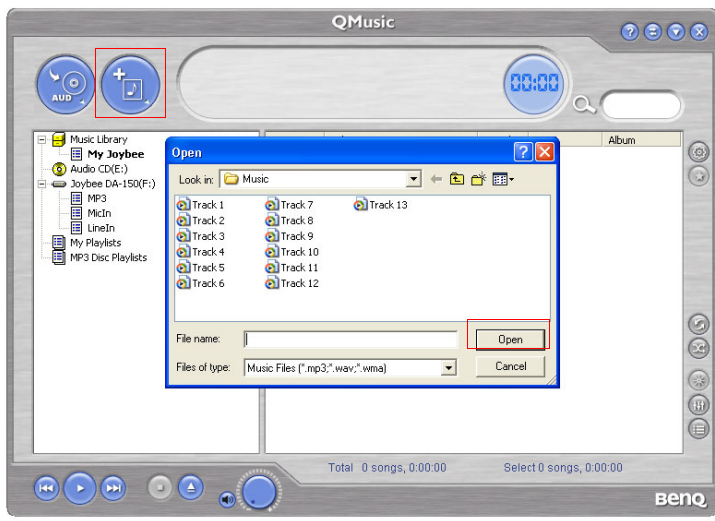 QMusic
?
AUD
00:00
Music Library
My Joybee
Audio CD(E:)
Joybee DA-150(F:)
MP3
MicIn
LineIn
My Playlists
MP3 Disc Playlists
Album
Open
Look in: Music
Track 1 Track 7 Track 13
Track 2 Track 8
Track 3 Track 9
Track 4 Track 10
Track 5 Track 11
Track 6 Track 12
File name: Open
Files of type: Music Files (*.mp3;*.wav;*.wma) Cancel
Total 0 songs, 0:00:00 Select 0 songs, 0:00:00
BenQ